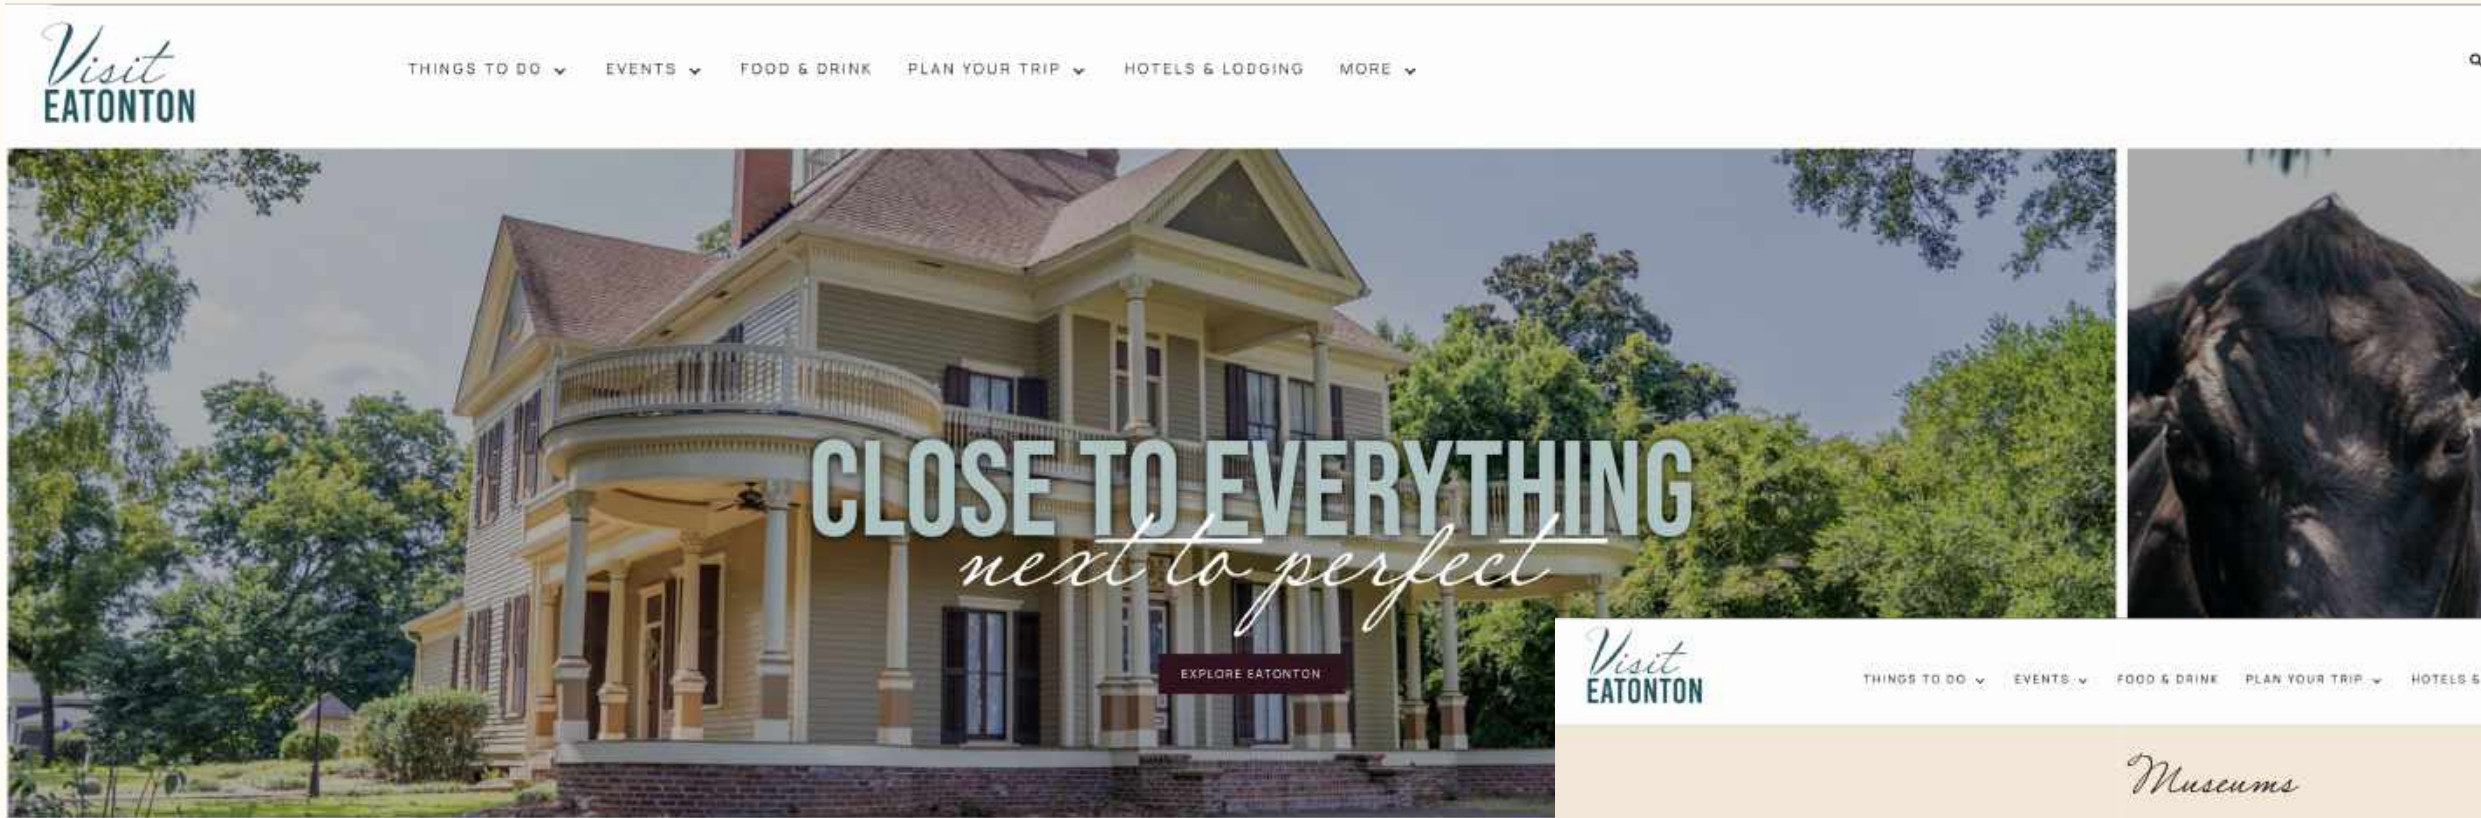 Visit
EATONTON
THINGS TO DO
EVENTS
FOOD & DRINK
PLAN YOUR TRIP
HOTELS & LODGING
MORE
CLOSE TO EVERYTHING
next to perfect
EXPLORE EATONTON
Visit
EATONTON
THINGS TO DO
EVENTS
FOOD & DRINK
PLAN YOUR TRIP
HOTELS &
Museums